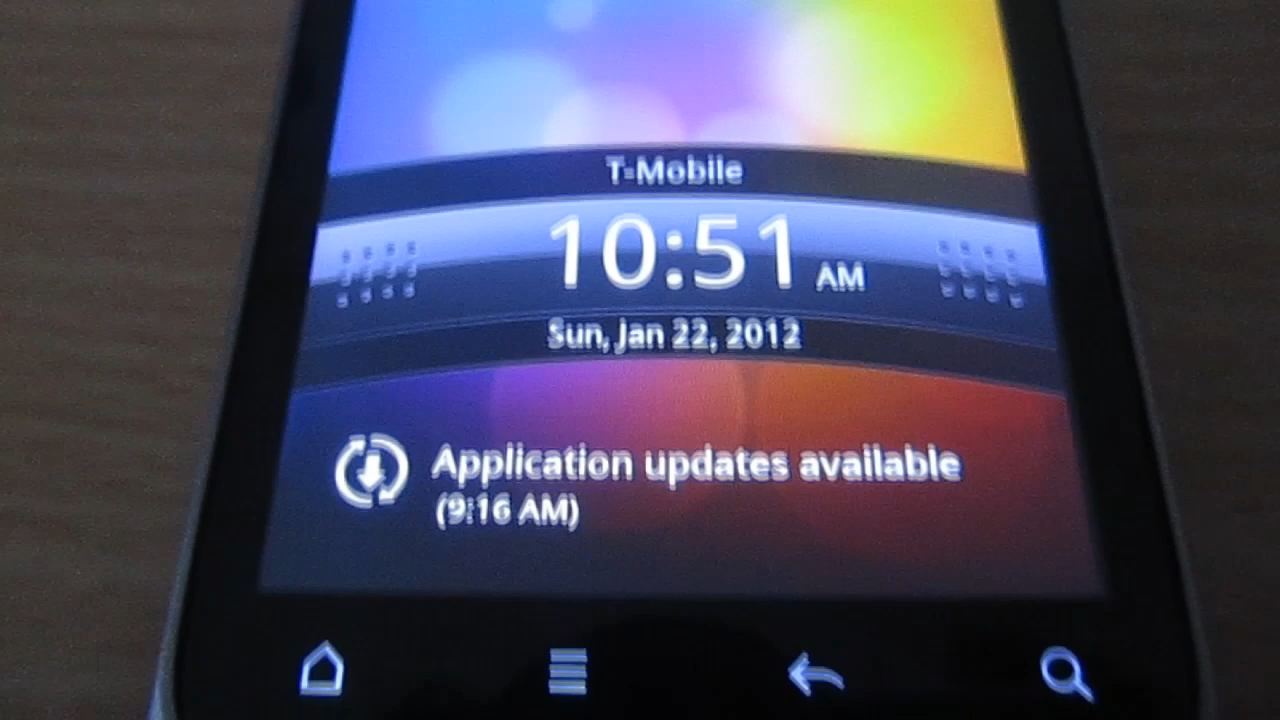 T-Mobile
10:51 AM
Sun, Jan 22, 2012
Application updates available
(9:16 AM)